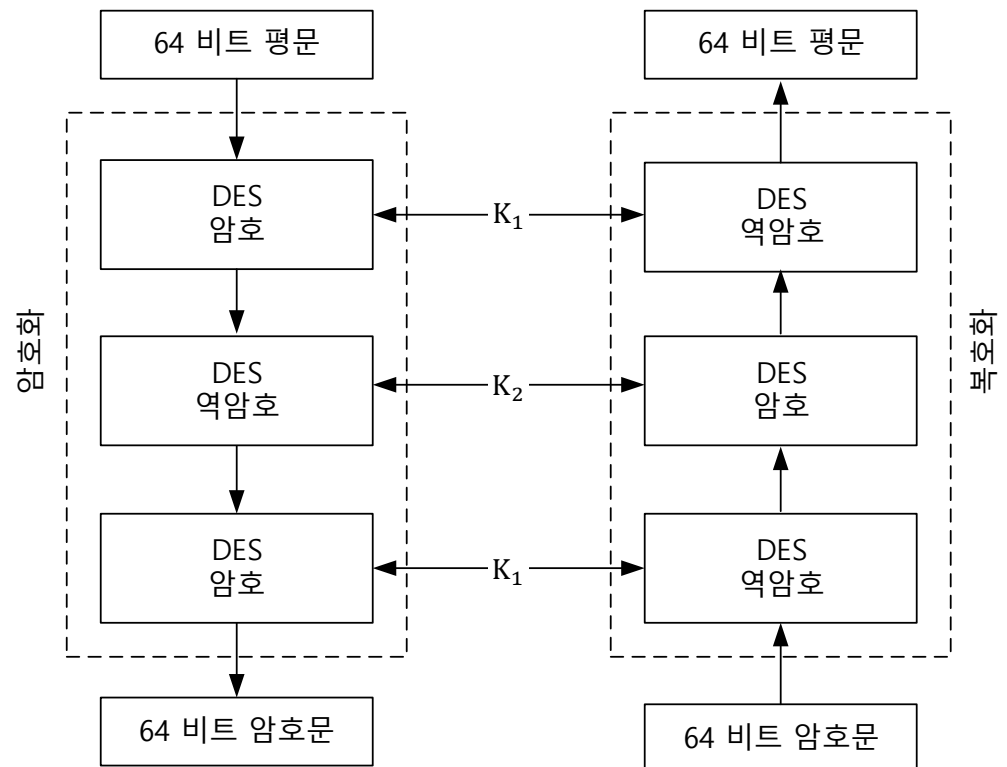 64 비트 평문
64 비트 평문
DES
암호
K₁
DES
역암호
암호화
DES
역암호
K₂
DES
암호
복호화
DES
암호
K₁
DES
역암호
64 비트 암호문
64 비트 암호문